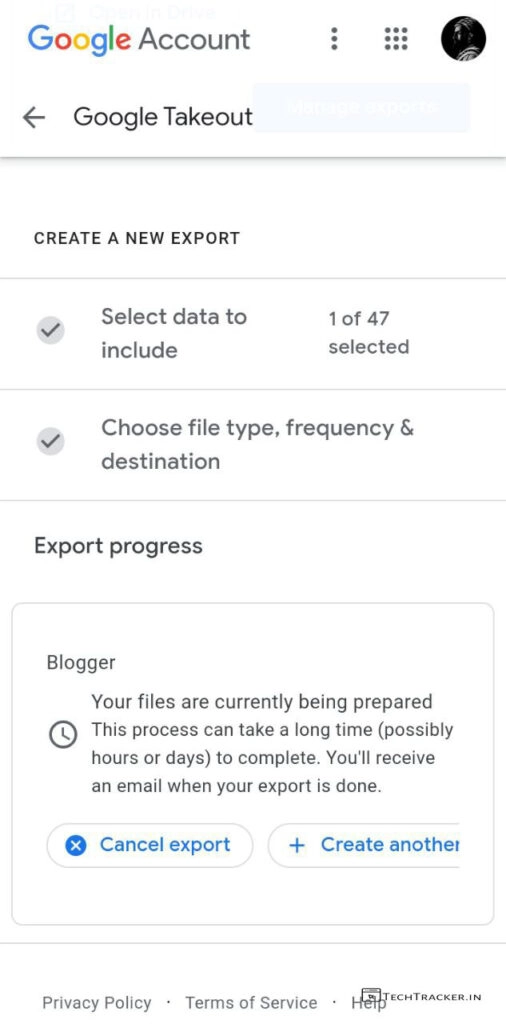 Open in Drive
Google Account
Google Takeout
Manage exports
CREATE A NEW EXPORT
Select data to
include
1 of 47
selected
Choose file type, frequency &
destination
Export progress
Blogger
Your files are currently being prepared
This process can take a long time (possibly
hours or days) to complete. You'll receive
an email when your export is done.
Cancel export
+ Create another
Privacy Policy · Terms of Service · Help
TECHTRACKER.IN